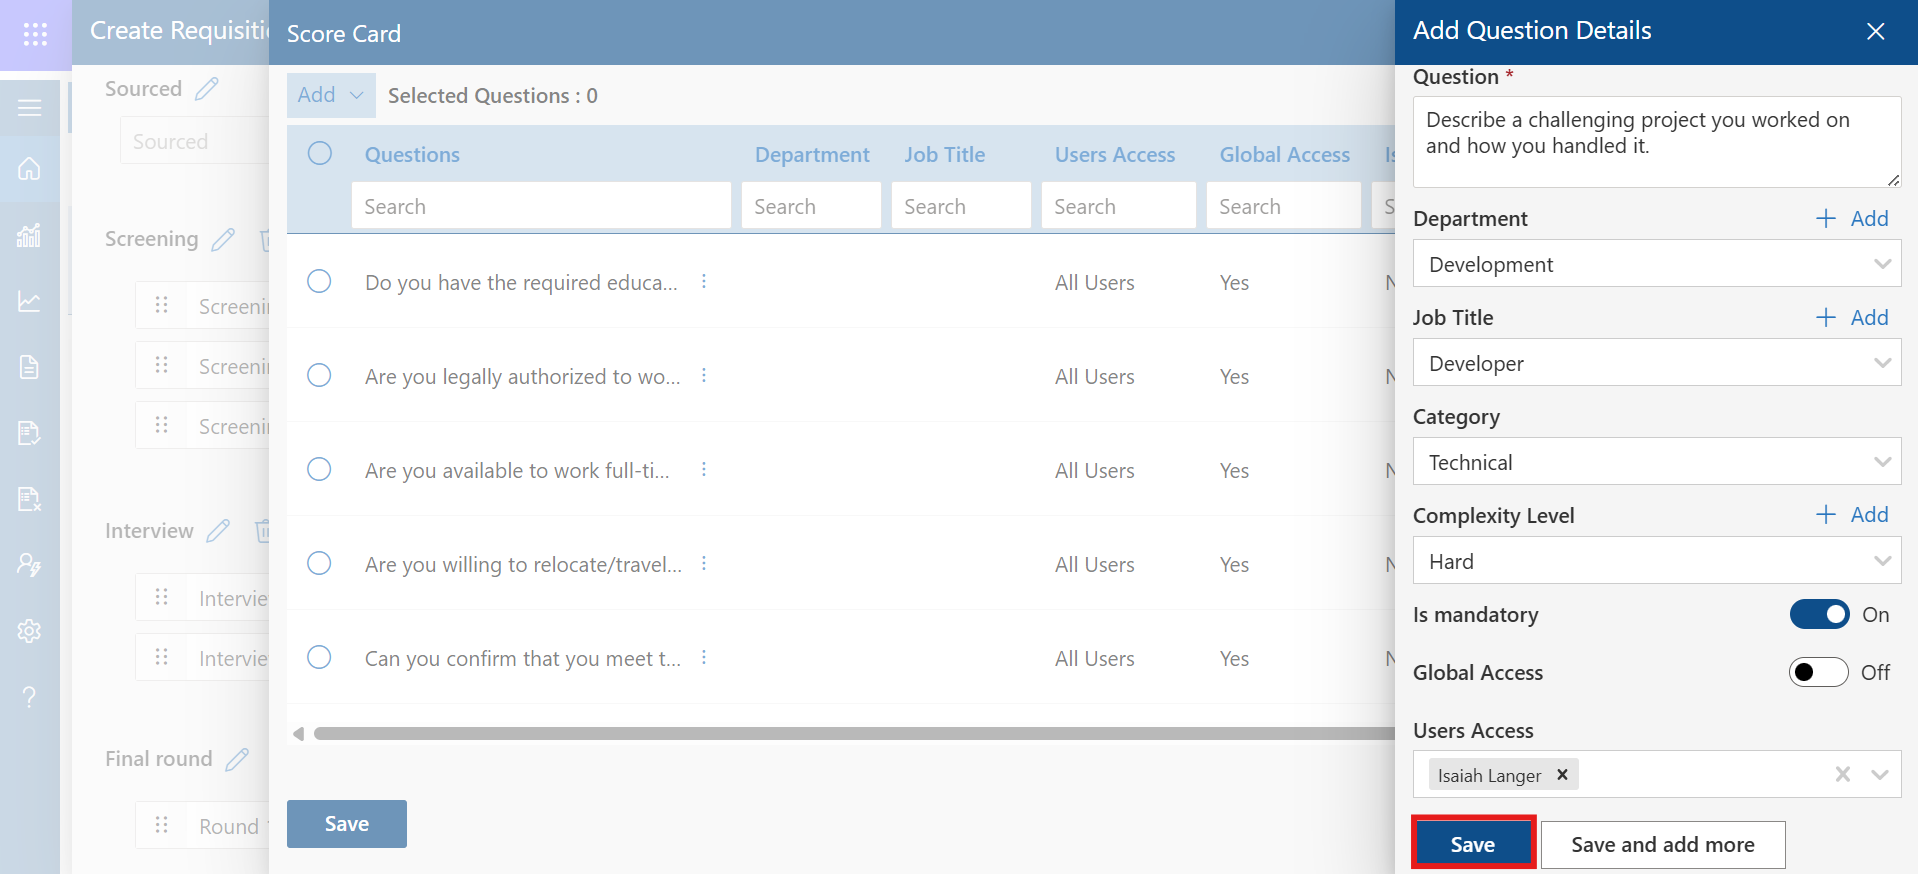 Create Requisiti
Sourced
Sourced
Screening
Screeni
Screeni
Screeni
Interview
Intervie
Intervie
Final round
Round
Score Card
Add
Selected Questions : 0
Questions Department Job Title Users Access Global Access Is
Search Search Search Search Search S
Do you have the required educa... All Users Yes N
Are you legally authorized to wo... All Users Yes N
Are you available to work full-ti... All Users Yes N
Are you willing to relocate/travel... All Users Yes N
Can you confirm that you meet t... All Users Yes N
Save
Add Question Details
Question *
Describe a challenging project you worked on
and how you handled it.
Department + Add
Development
Job Title + Add
Developer
Category
Technical
Complexity Level + Add
Hard
Is mandatory On
Global Access Off
Users Access
Isaiah Langer
Save Save and add more